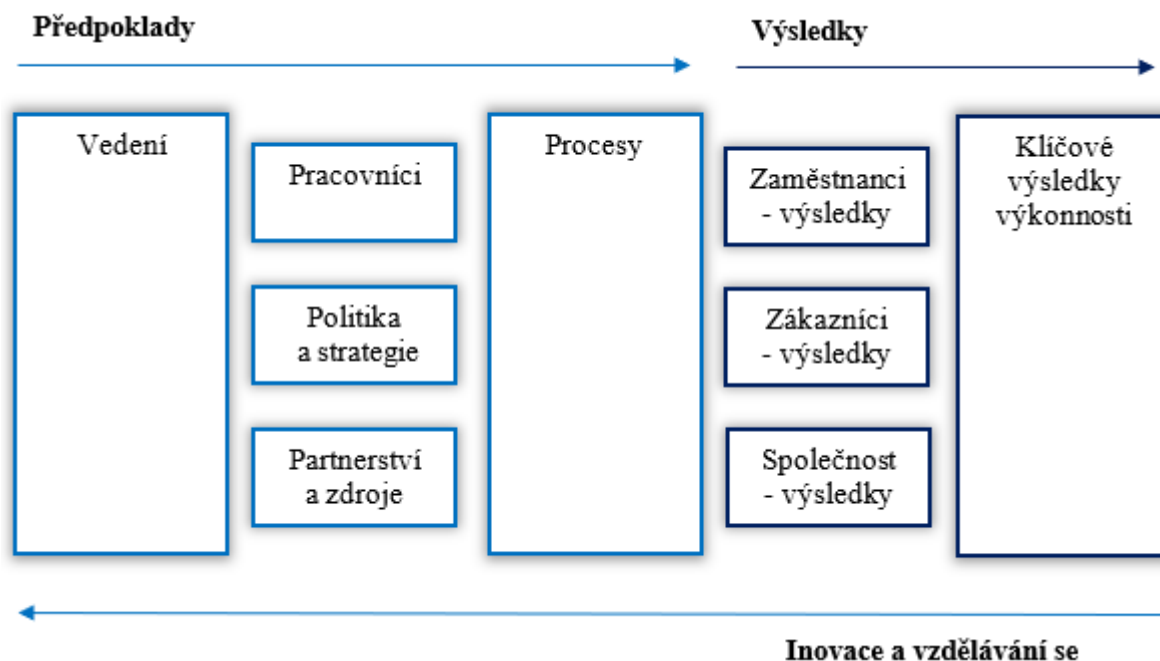 Předpoklady
Výsledky
Vedení
Pracovníci
Politika
a strategie
Partnerství
a zdroje
Procesy
Zaměstnanci
- výsledky
Zákazníci
- výsledky
Společnost
- výsledky
Klíčové
výsledky
výkonnosti
Inovace a vzdělávání se